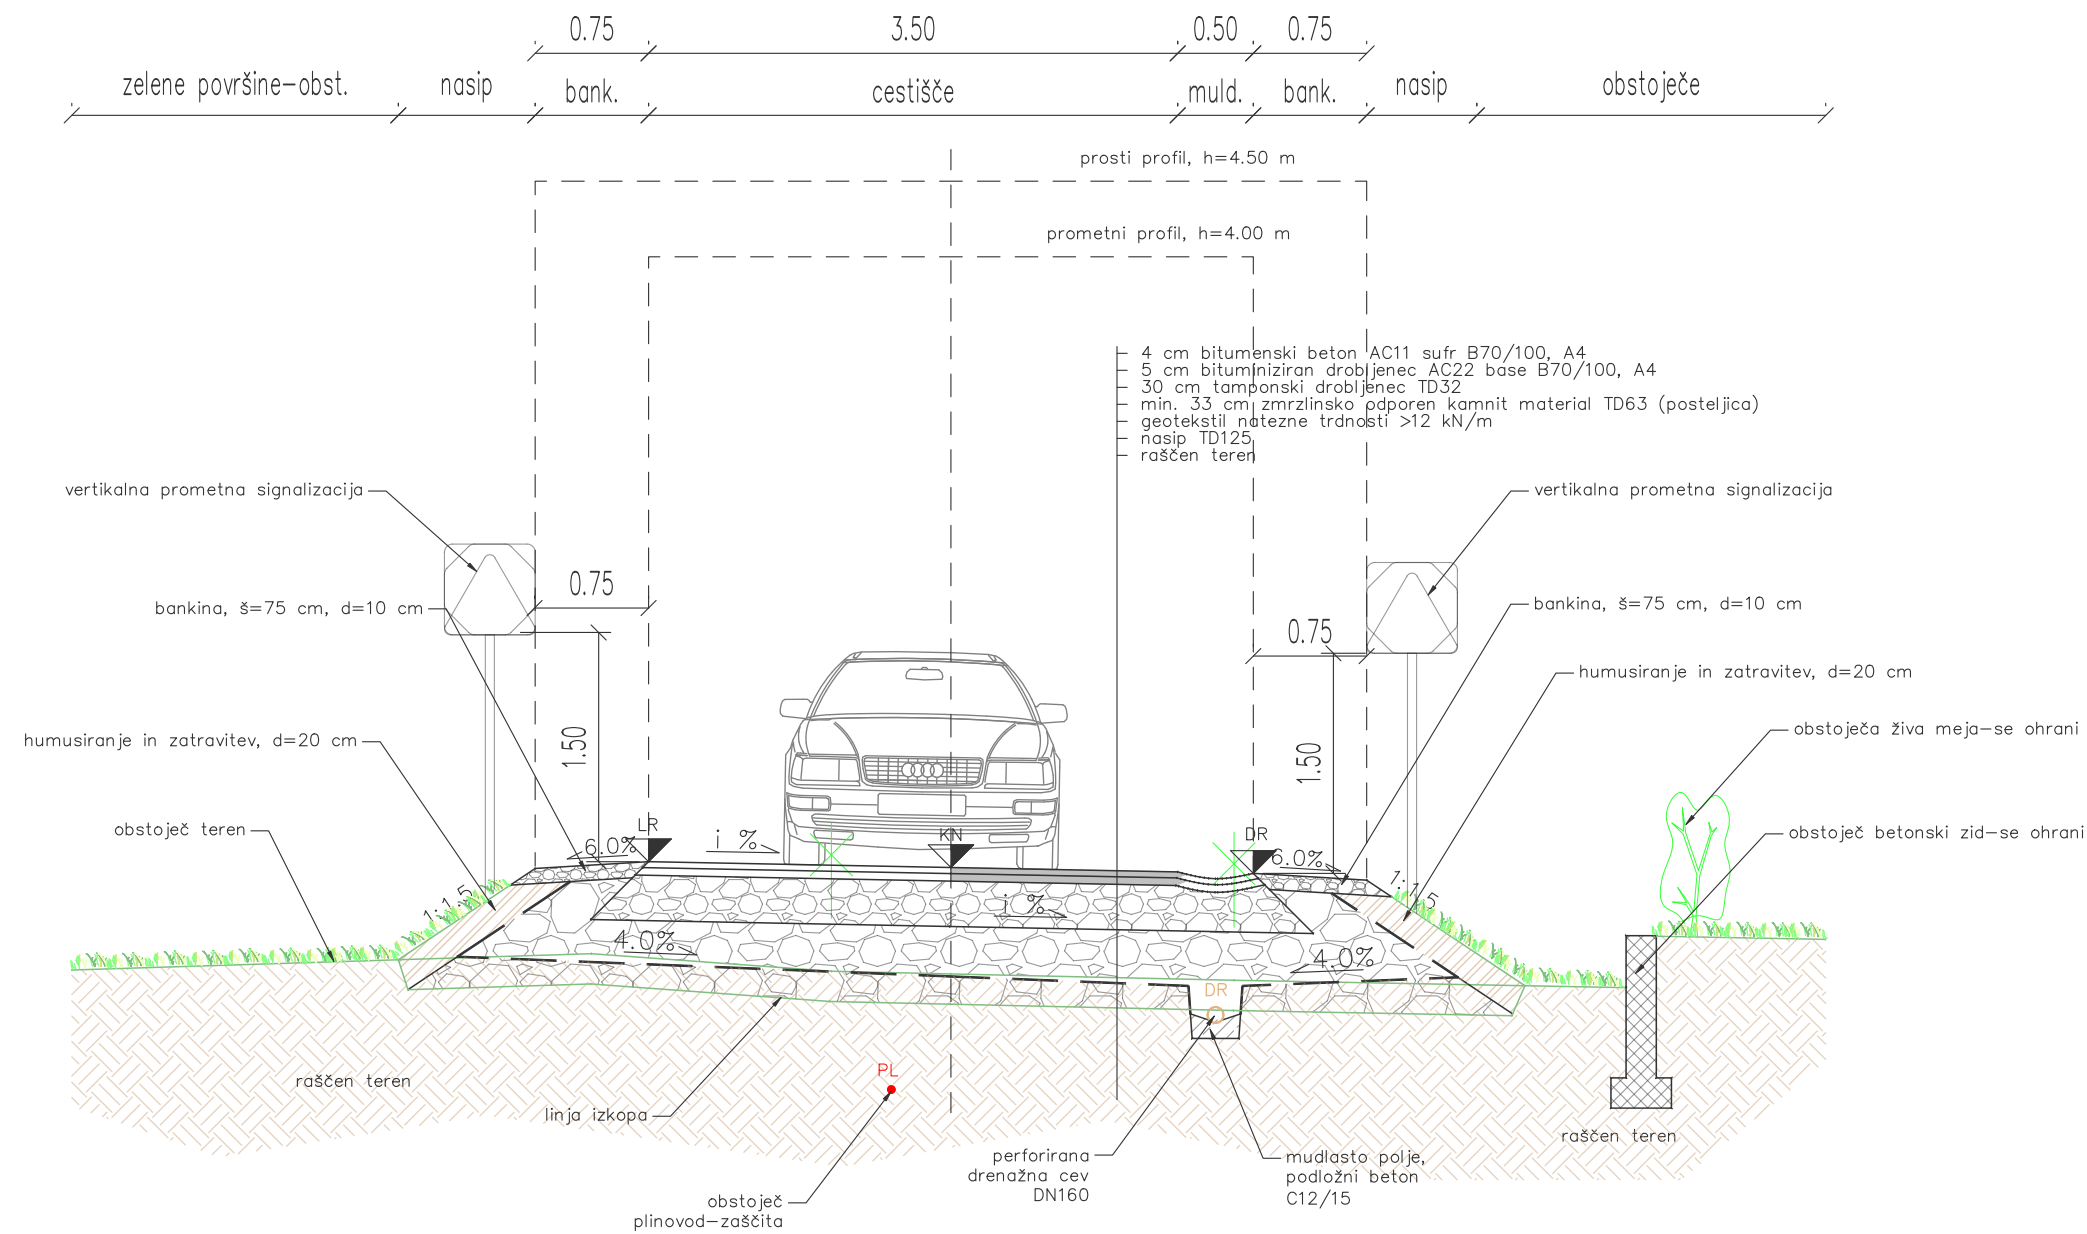 0.75 3.50 0.50 0.75
zelene površine-obst. nasip bank. cestišče muld. bank. nasip obstoječe
prosti profil, h=4.50 m
prometni profil, h=4.00 m
4 cm bitumenski beton AC11 sufr B70/100, A4
5 cm bituminiziran drobljenec AC22 base B70/100, A4
30 cm tamponski drobljenec TD32
min. 33 cm zmrzlinsko odporen kamnit material TD63 (posteljica)
geotekstil natezne trdnosti >12 kN/m
nasip TD125
raščen teren
vertikalna prometna signalizacija
vertikalna prometna signalizacija
0.75
bankina, š=75 cm, d=10 cm
bankina, š=75 cm, d=10 cm
0.75
humusiranje in zatravitev, d=20 cm
obstoječa živa meja-se ohrani
humusiranje in zatravitev, d=20 cm
1.50
1.50
obstoječ teren
LR
KN
DR
obstoječ betonski zid-se ohrani
6.0%
i %
6.0%
1:1.5
1:1.5
i %
4.0%
4.0%
DR
PL
raščen teren
linja izkopa
raščen teren
perforirana
drenažna cev
DN160
mudlasto polje,
podložni beton
C12/15
obstoječ
plinovod-zaščita